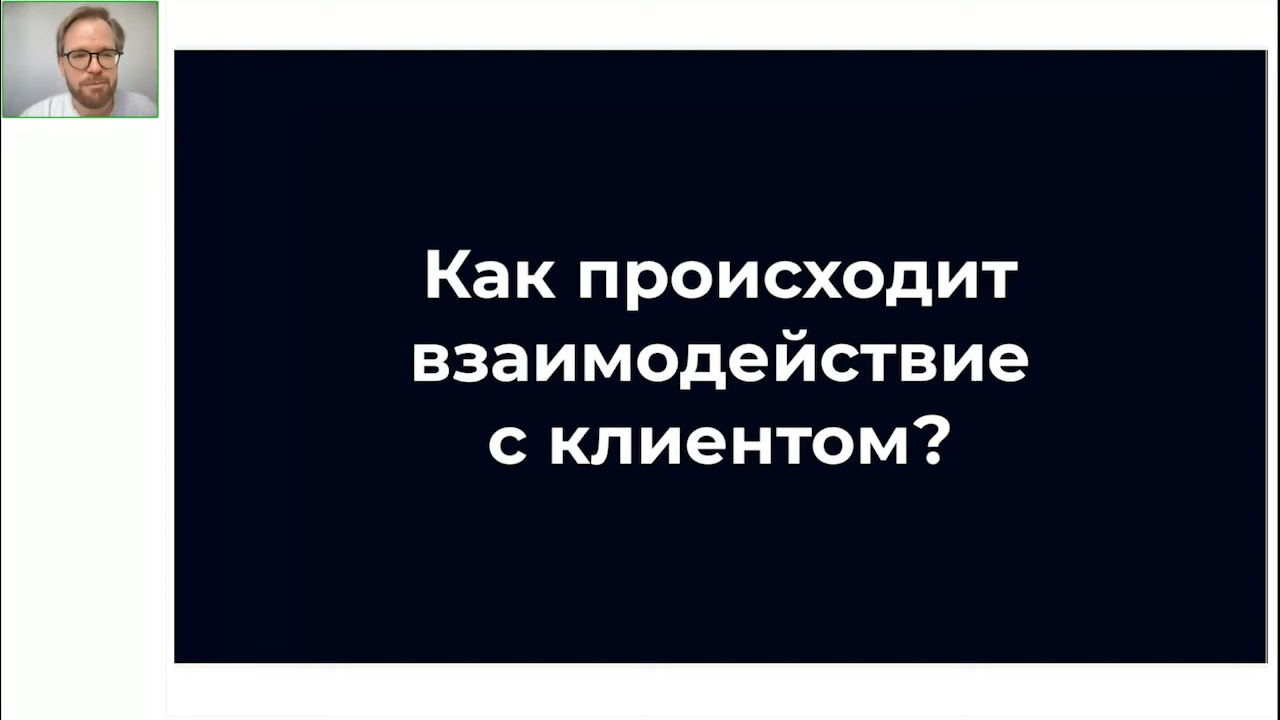 Как происходит
взаимодействие
с клиентом?